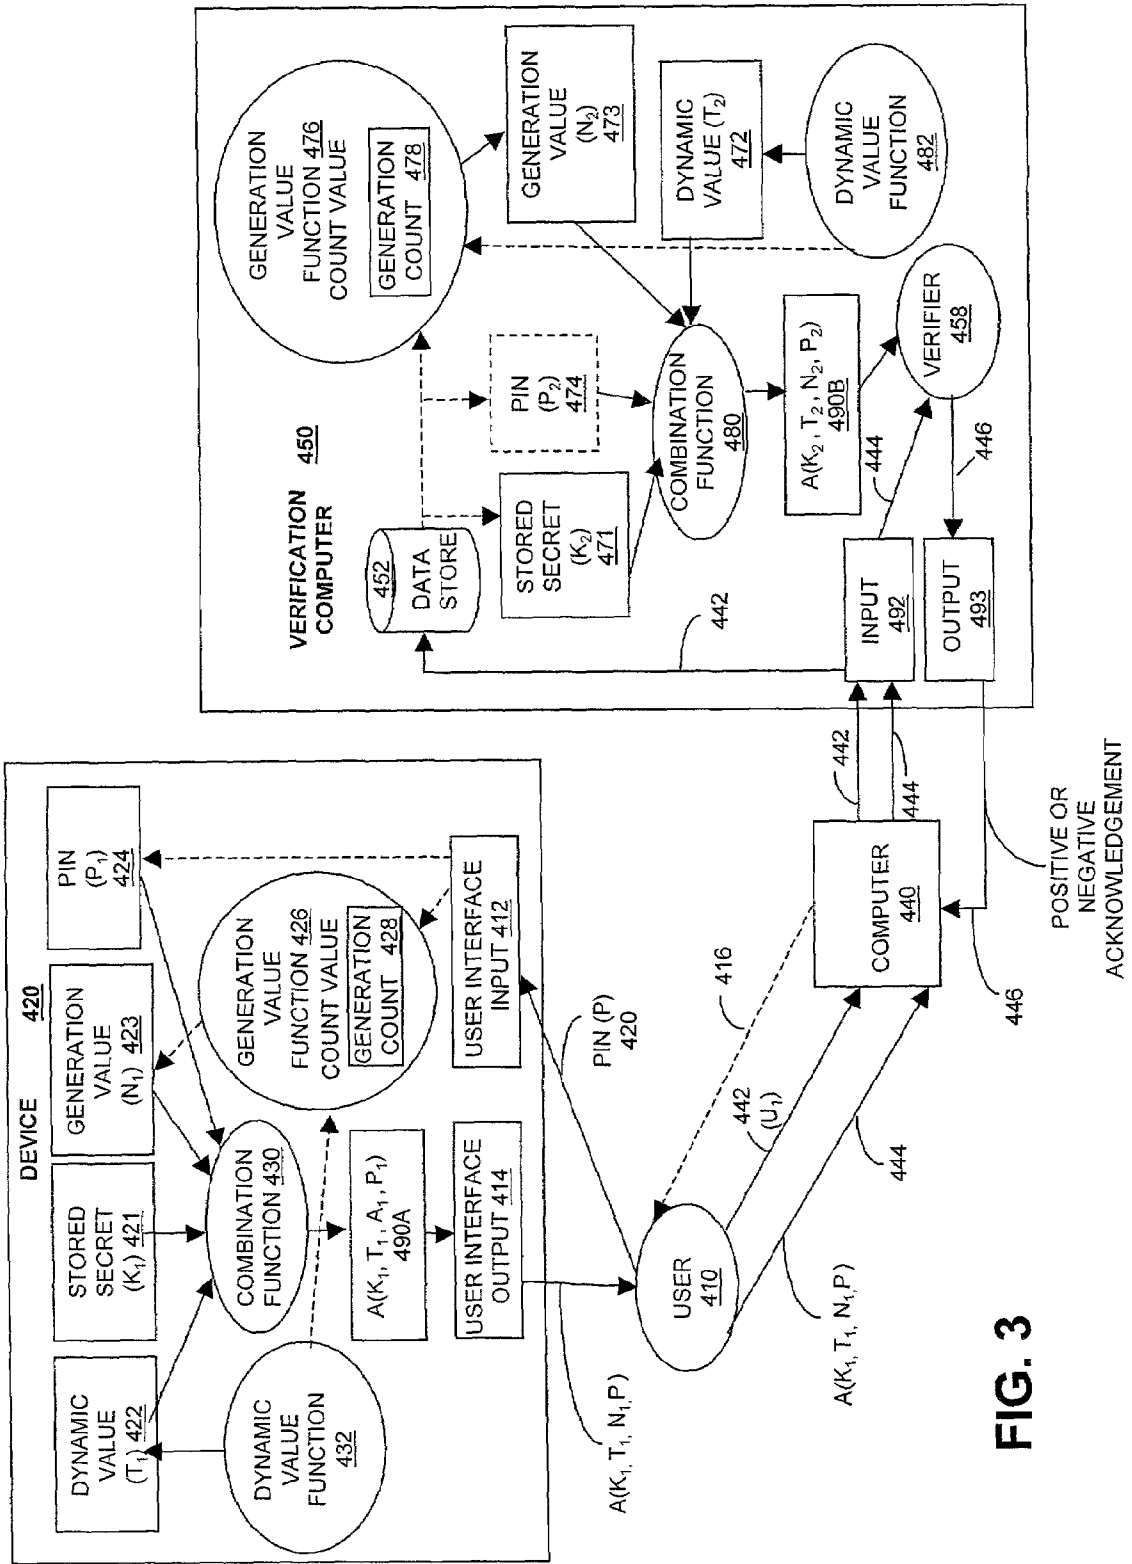 DEVICE 420
DYNAMIC
VALUE
(T1) 422
STORED
SECRET
(K1) 421
GENERATION
VALUE
(N1) 423
PIN
(P1)
424
DYNAMIC
VALUE
FUNCTION
432
COMBINATION
FUNCTION 430
GENERATION
VALUE
FUNCTION 426
COUNT VALUE
GENERATION
COUNT 428
A(K1, T1, A1, P1)
490A
USER INTERFACE
OUTPUT 414
USER INTERFACE
INPUT 412
A(K1, T1, N1,P)
PIN (P)
420
USER
410
416
442
(U1)
444
A(K1, T1, N1,P)
COMPUTER
440
442
444
446
POSITIVE OR
NEGATIVE
ACKNOWLEDGEMENT
VERIFICATION
COMPUTER 450
452
DATA
STORE
GENERATION
VALUE
FUNCTION 476
COUNT VALUE
GENERATION
COUNT 478
STORED
SECRET
(K2)
471
PIN
(P2)
474
GENERATION
VALUE
(N2)
473
DYNAMIC
VALUE (T2)
472
COMBINATION
FUNCTION
480
442
A(K2, T2, N2, P2)
490B
DYNAMIC
VALUE
FUNCTION
482
INPUT
492
444
VERIFIER
458
OUTPUT
493
446
FIG. 3